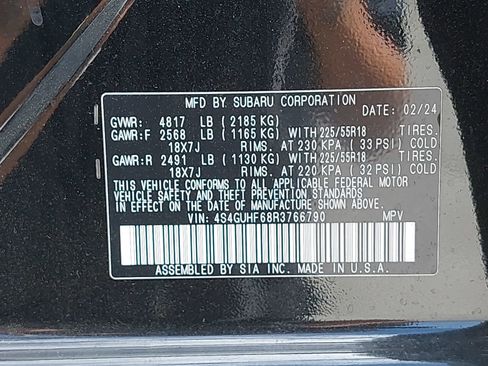 MFD BY SUBARU CORPORATION
DATE: 02/24
GVWR: 4817 LB (2185 KG)
GAWR:F 2568 LB (1165 KG) WITH 225/55R18 TIRES.
18X7J RIMS. AT 230 KPA (33 PSI) COLD
GAWR:R 2491 LB (1130 KG) WITH 225/55R18 TIRES.
18X7J RIMS. AT 220 KPA (32 PSI) COLD
THIS VEHICLE CONFORMS TO ALL APPLICABLE FEDERAL MOTOR
VEHICLE SAFETY AND THEFT PREVENTION STANDARDS
IN EFFECT ON THE DATE OF MANUFACTURE SHOWN ABOVE.
VIN: 4S4GUHF68R3766790 MPV
ASSEMBLED BY SIA INC. MADE IN U.S.A.